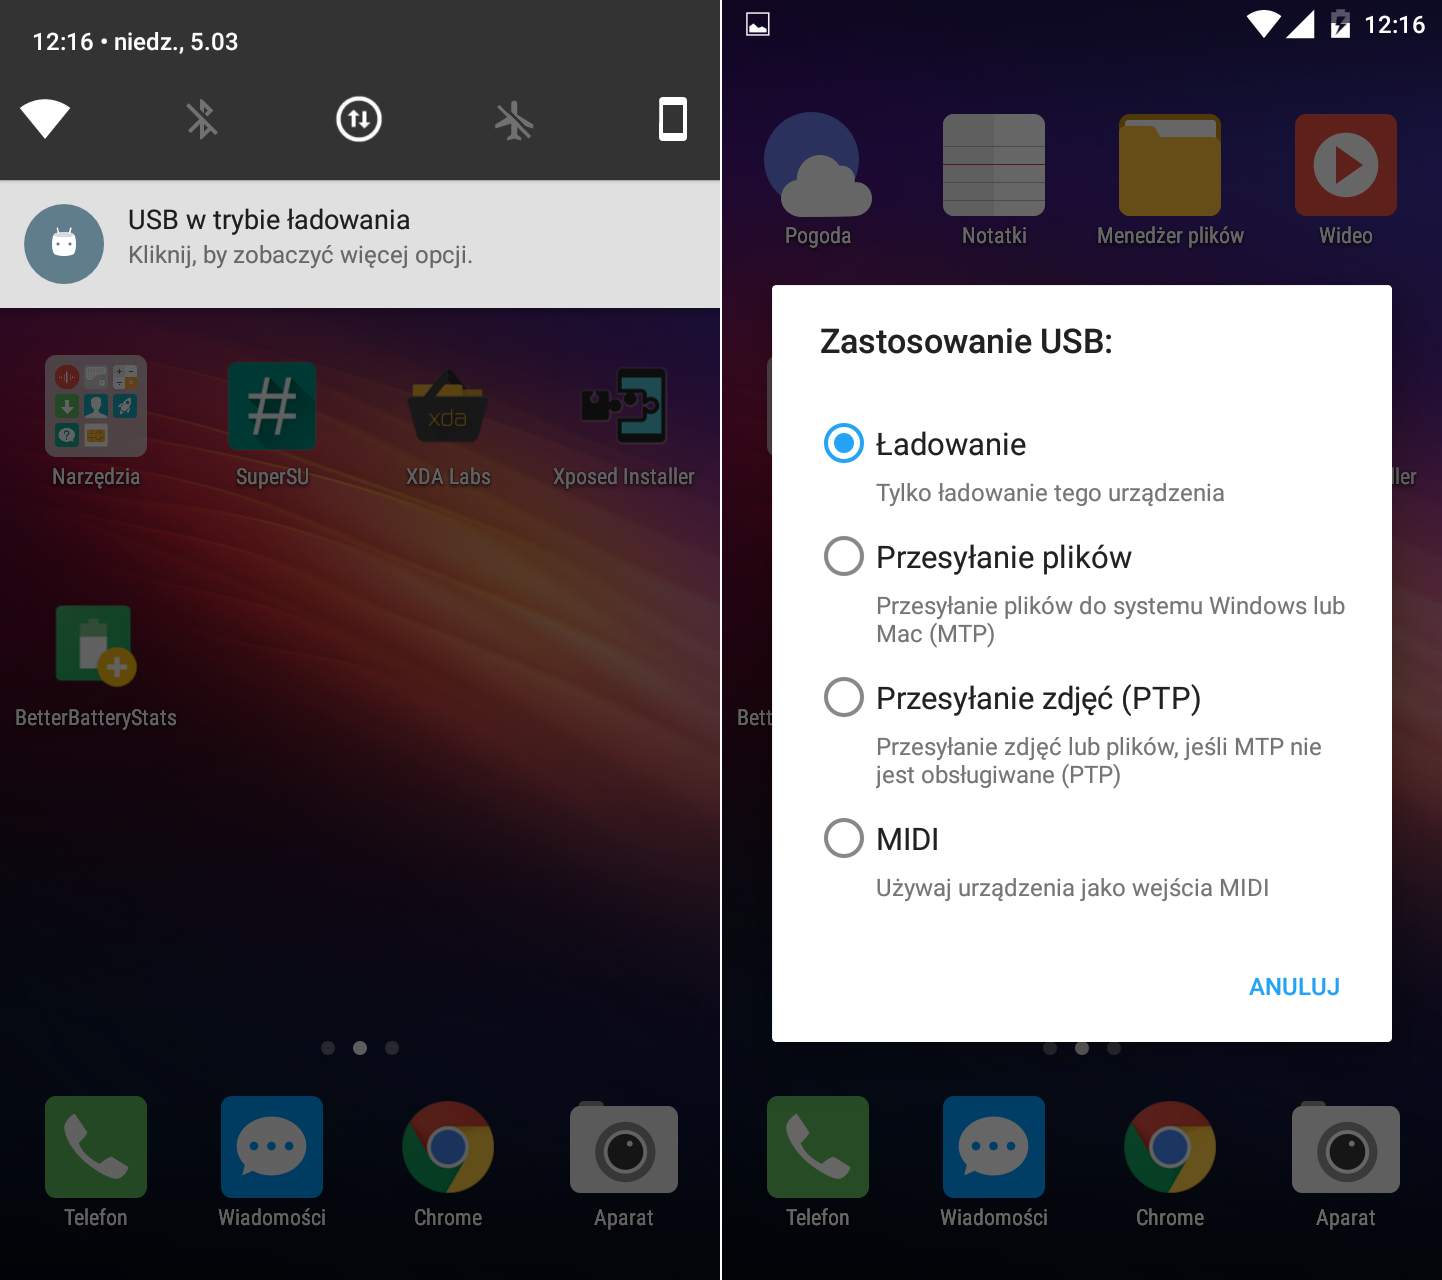 12:16 • niedz., 5.03
USB w trybie ładowania
Kliknij, by zobaczyć więcej opcji.
#
xda
Narzędzia
SuperSU
XDA Labs
Xposed Installer
BetterBatteryStats
Telefon
Wiadomości
Chrome
Aparat
12:16
Pogoda
Notatki
Menedżer plików
Wideo
Zastosowanie USB:
Ładowanie
Tylko ładowanie tego urządzenia
Przesyłanie plików
Przesyłanie plików do systemu Windows lub
Mac (MTP)
Przesyłanie zdjęć (PTP)
Przesyłanie zdjęć lub plików, jeśli MTP nie
jest obsługiwane (PTP)
MIDI
Używaj urządzenia jako wejścia MIDI
ANULUJ
ller
Bett
Telefon
Wiadomości
Chrome
Aparat